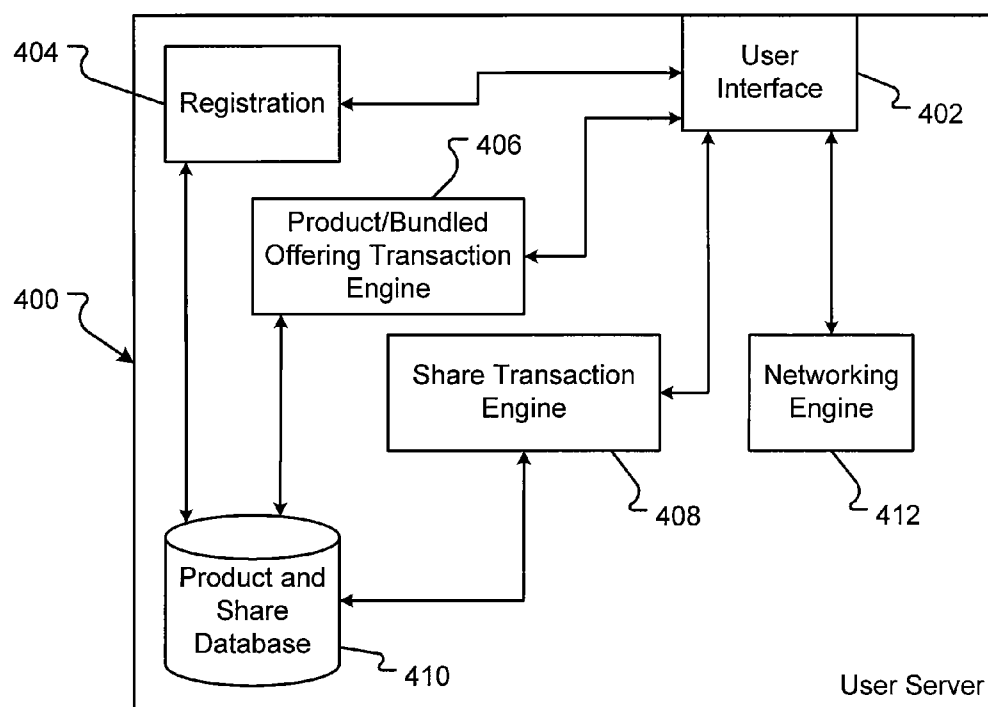 404
Registration
User
Interface
402
406
Product/Bundled
Offering Transaction
Engine
400
Share Transaction
Engine
Networking
Engine
408
412
Product and
Share
Database
410
User Server